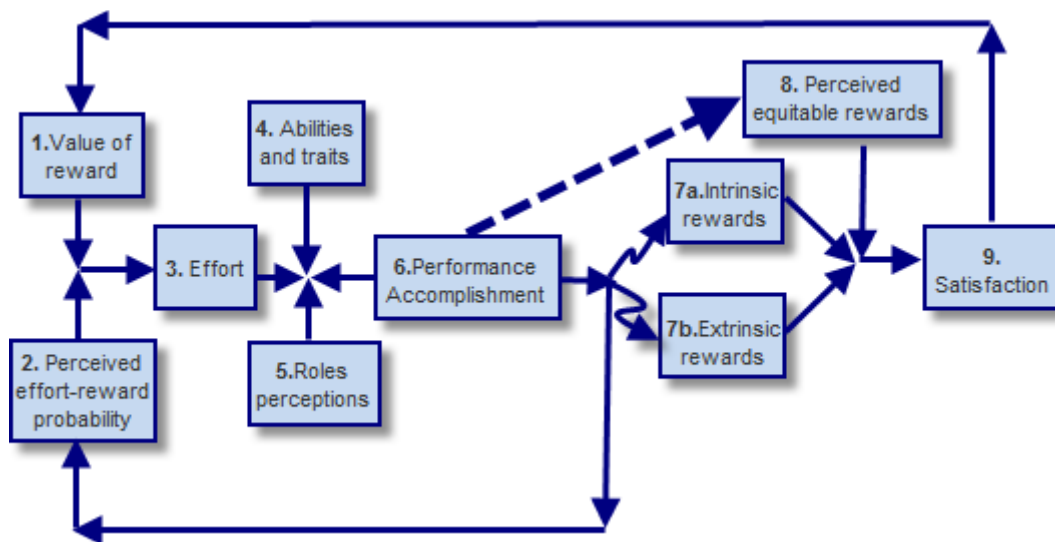 1.Value of
reward
2. Perceived
effort-reward
probability
3. Effort
4. Abilities
and traits
5.Roles
perceptions
6.Performance
Accomplishment
7a.Intrinsic
rewards
7b.Extrinsic
rewards
8. Perceived
equitable rewards
9.
Satisfaction